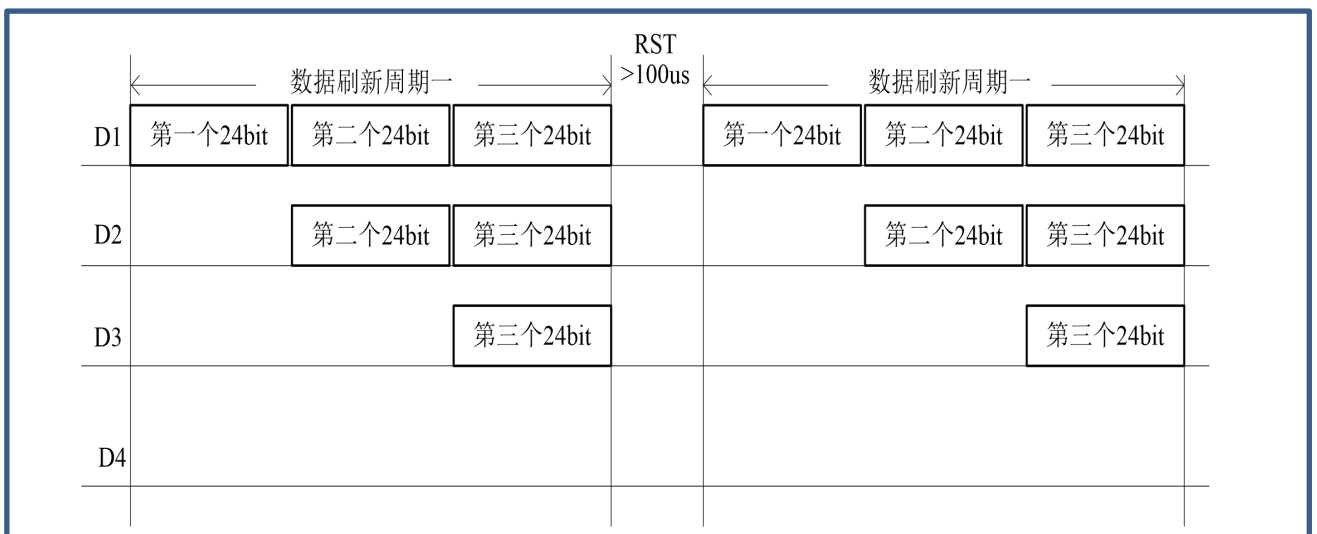 RST
>100us
数据刷新周期一
数据刷新周期一
D1 第一个24bit 第二个24bit 第三个24bit 第一个24bit 第二个24bit 第三个24bit
D2 第二个24bit 第三个24bit 第二个24bit 第三个24bit
D3 第三个24bit 第三个24bit
D4